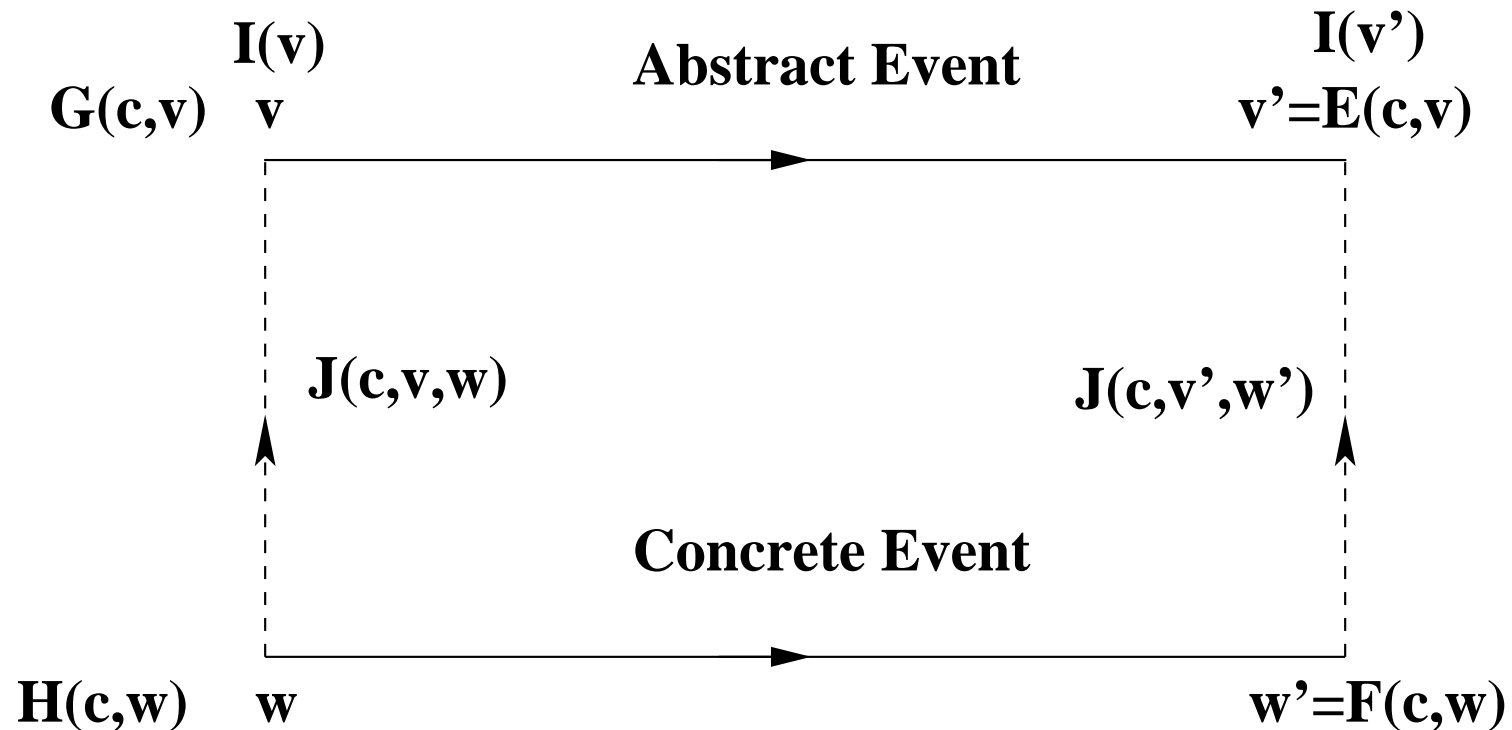 I(v)
Abstract Event
I(v’)
G(c,v) v
v’=E(c,v)
J(c,v,w)
J(c,v’,w’)
Concrete Event
H(c,w) w
w’=F(c,w)